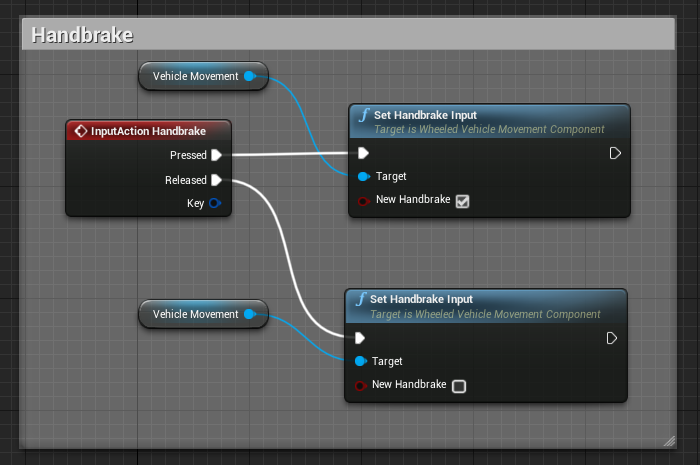 Handbrake
Vehicle Movement
InputAction Handbrake
Pressed
Released
Key
f Set Handbrake Input
Target is Wheeled Vehicle Movement Component
Target
New Handbrake
Vehicle Movement
f Set Handbrake Input
Target is Wheeled Vehicle Movement Component
Target
New Handbrake